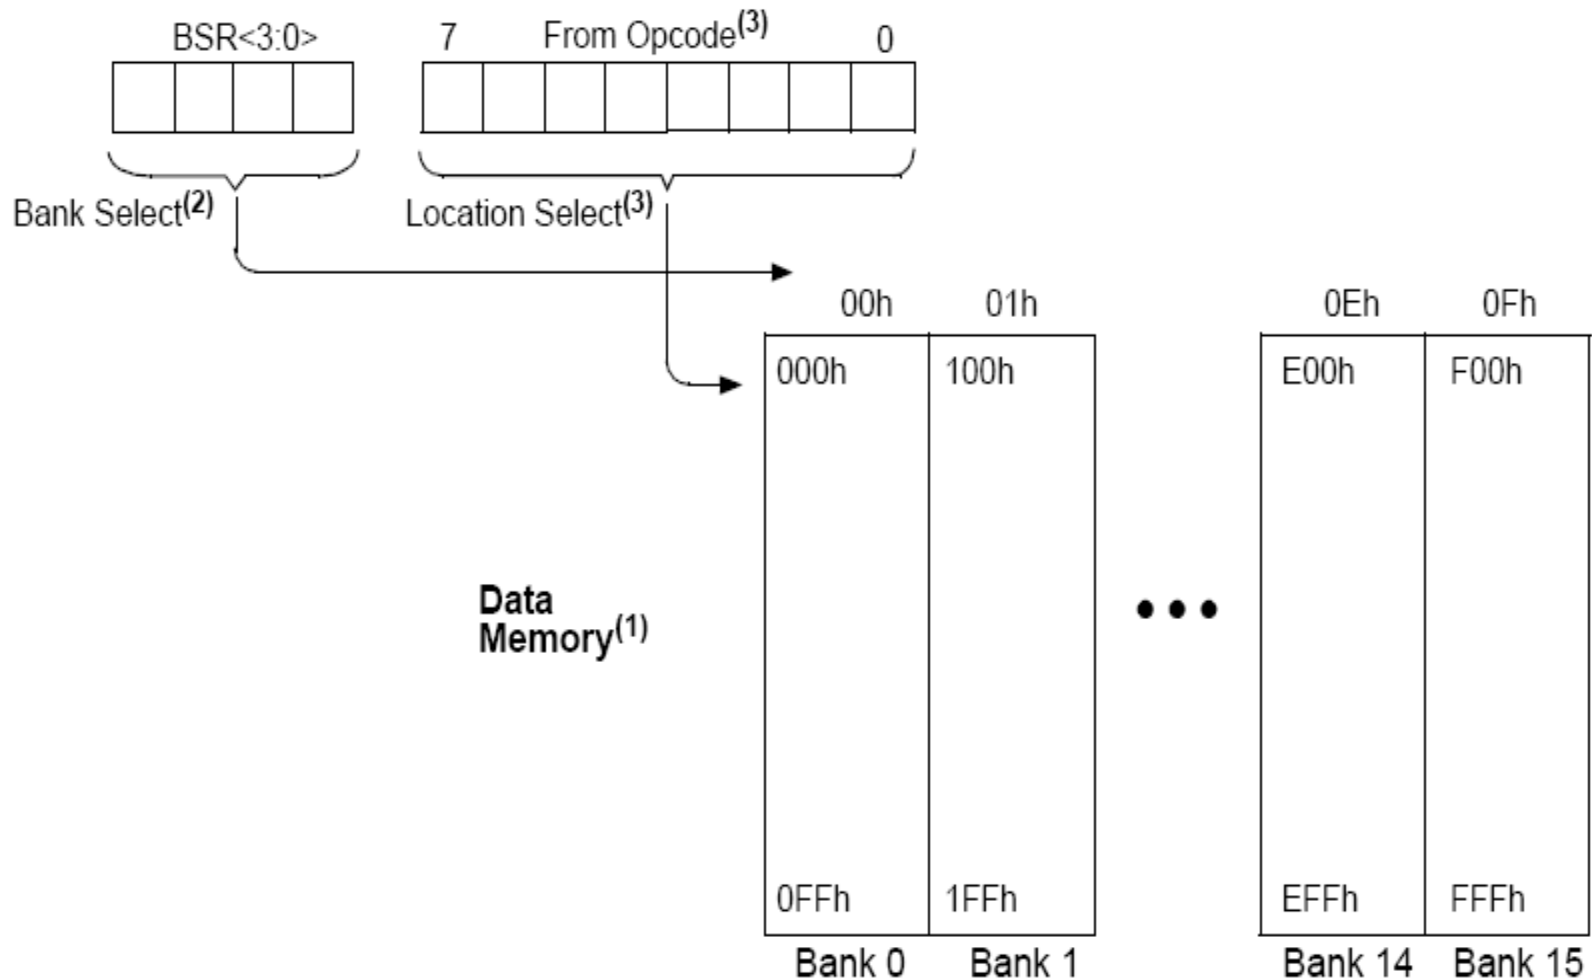 BSR<3:0>
7 From Opcode(3) 0
Bank Select(2)
Location Select(3)
00h 01h 0Eh 0Fh
000h 100h E00h F00h
Data
Memory(1)
0FFh 1FFh EFFh FFFh
Bank 0 Bank 1 Bank 14 Bank 15